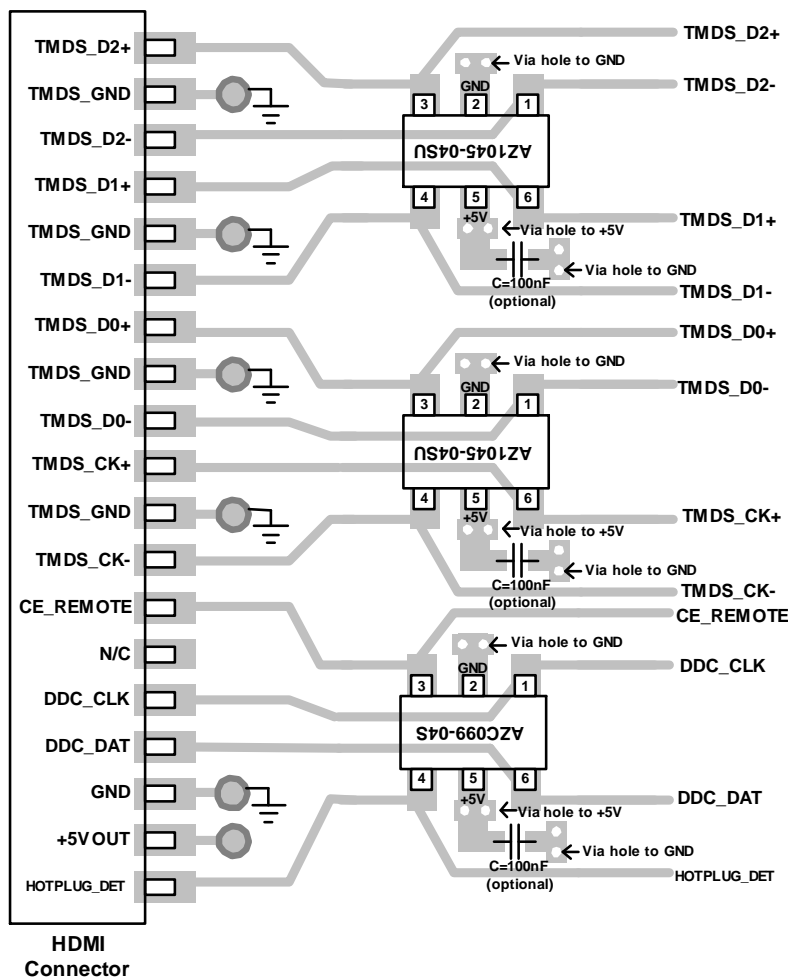 TMDS_D2+
TMDS_GND
TMDS_D2-
TMDS_D1+
TMDS_GND
TMDS_D1-
TMDS_D0+
TMDS_GND
TMDS_D0-
TMDS_CK+
TMDS_GND
TMDS_CK-
CE_REMOTE
N/C
DDC_CLK
DDC_DAT
GND
+5VOUT
HOTPLUG_DET
HDMI
Connector
TMDS_D2+
Via hole to GND
TMDS_D2-
GND
3 2 1
AZ1045-04SU
4 5 6
+5V
TMDS_D1+
Via hole to +5V
Via hole to GND
C=100nF
(optional)
TMDS_D1-
TMDS_D0+
Via hole to GND
TMDS_D0-
GND
3 2 1
AZ1045-04SU
4 5 6
+5V
TMDS_CK+
Via hole to +5V
Via hole to GND
C=100nF
(optional)
TMDS_CK-
CE_REMOTE
Via hole to GND
DDC_CLK
GND
3 2 1
AZC099-04S
4 5 6
+5V
DDC_DAT
Via hole to +5V
Via hole to GND
C=100nF
(optional)
HOTPLUG_DET